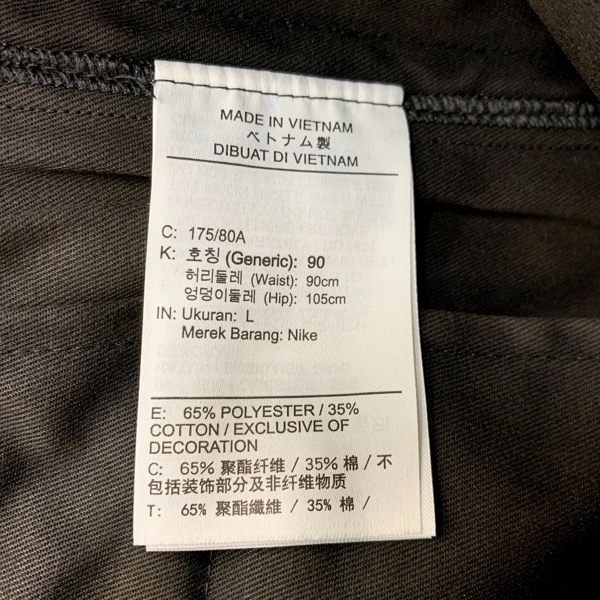 MADE IN VIETNAM
ベトナム製
DIBUAT DI VIETNAM
C: 175/80A
K: 호칭 (Generic): 90
허리둘레 (Waist): 90cm
엉덩이둘레 (Hip): 105cm
IN: Ukuran: L
Merek Barang: Nike
E: 65% POLYESTER / 35%
COTTON / EXCLUSIVE OF
DECORATION
C: 65% 聚酯纤维 / 35% 棉 / 不
包括装饰部分及非纤维物质
T: 65% 聚酯纖維 / 35% 棉 /